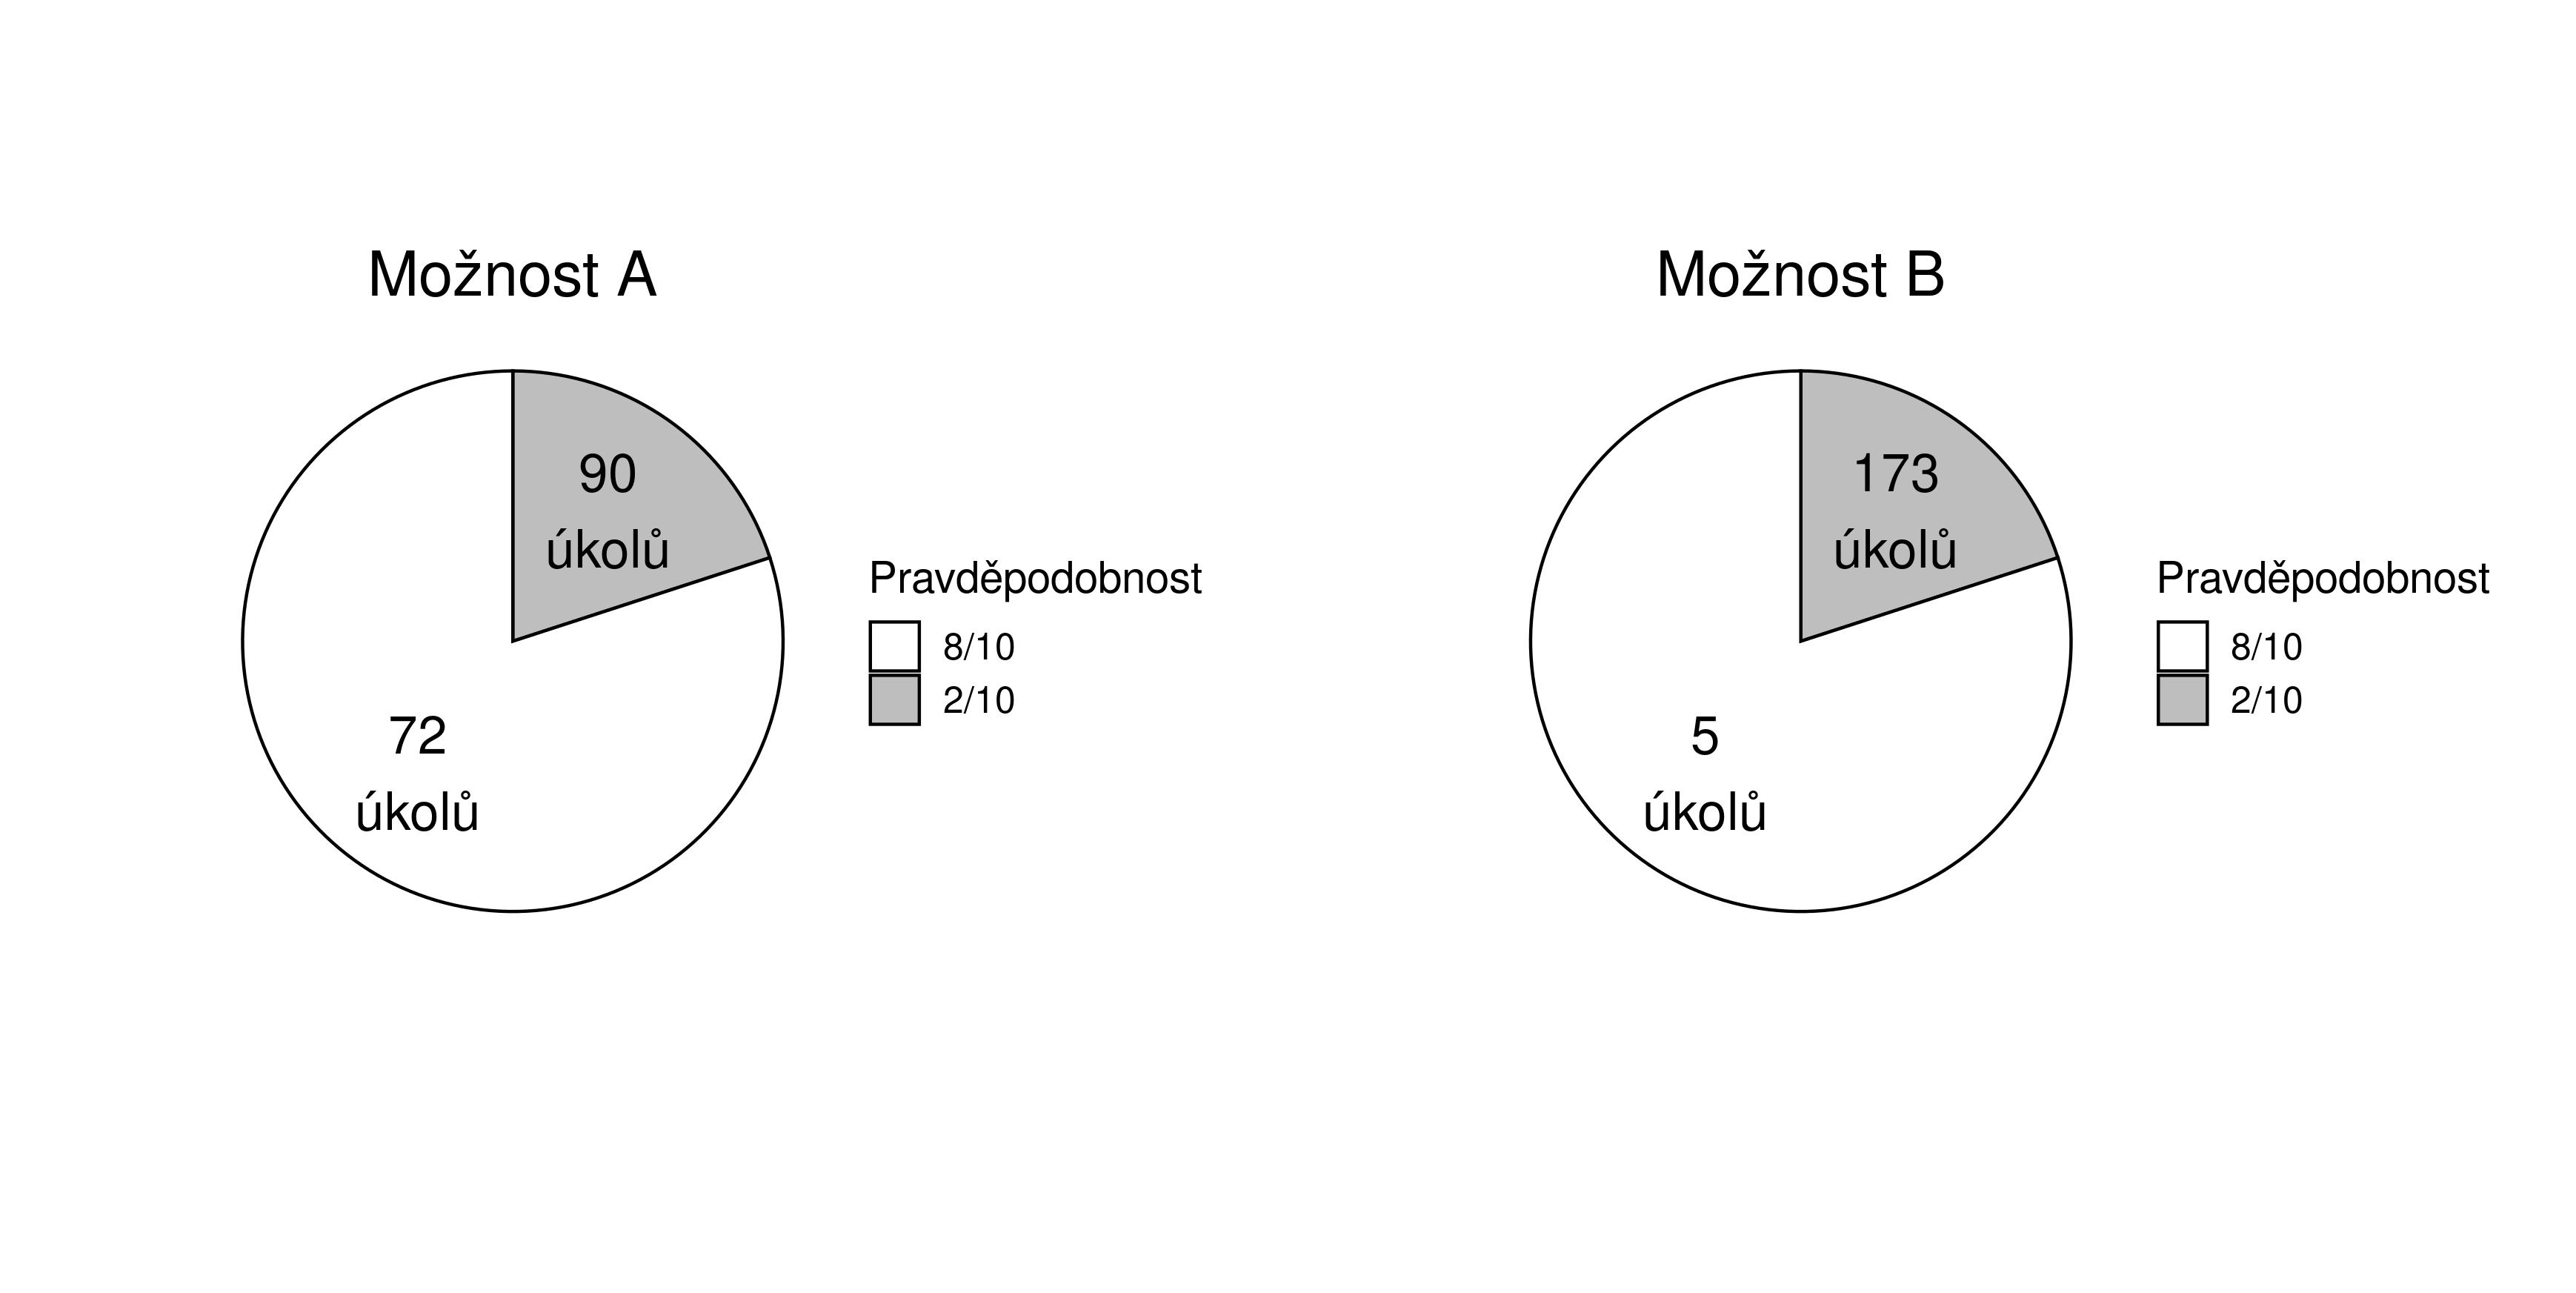 Možnost A
90
úkolů
72
úkolů
Pravděpodobnost
8/10
2/10
Možnost B
173
úkolů
5
úkolů
Pravděpodobnost
8/10
2/10